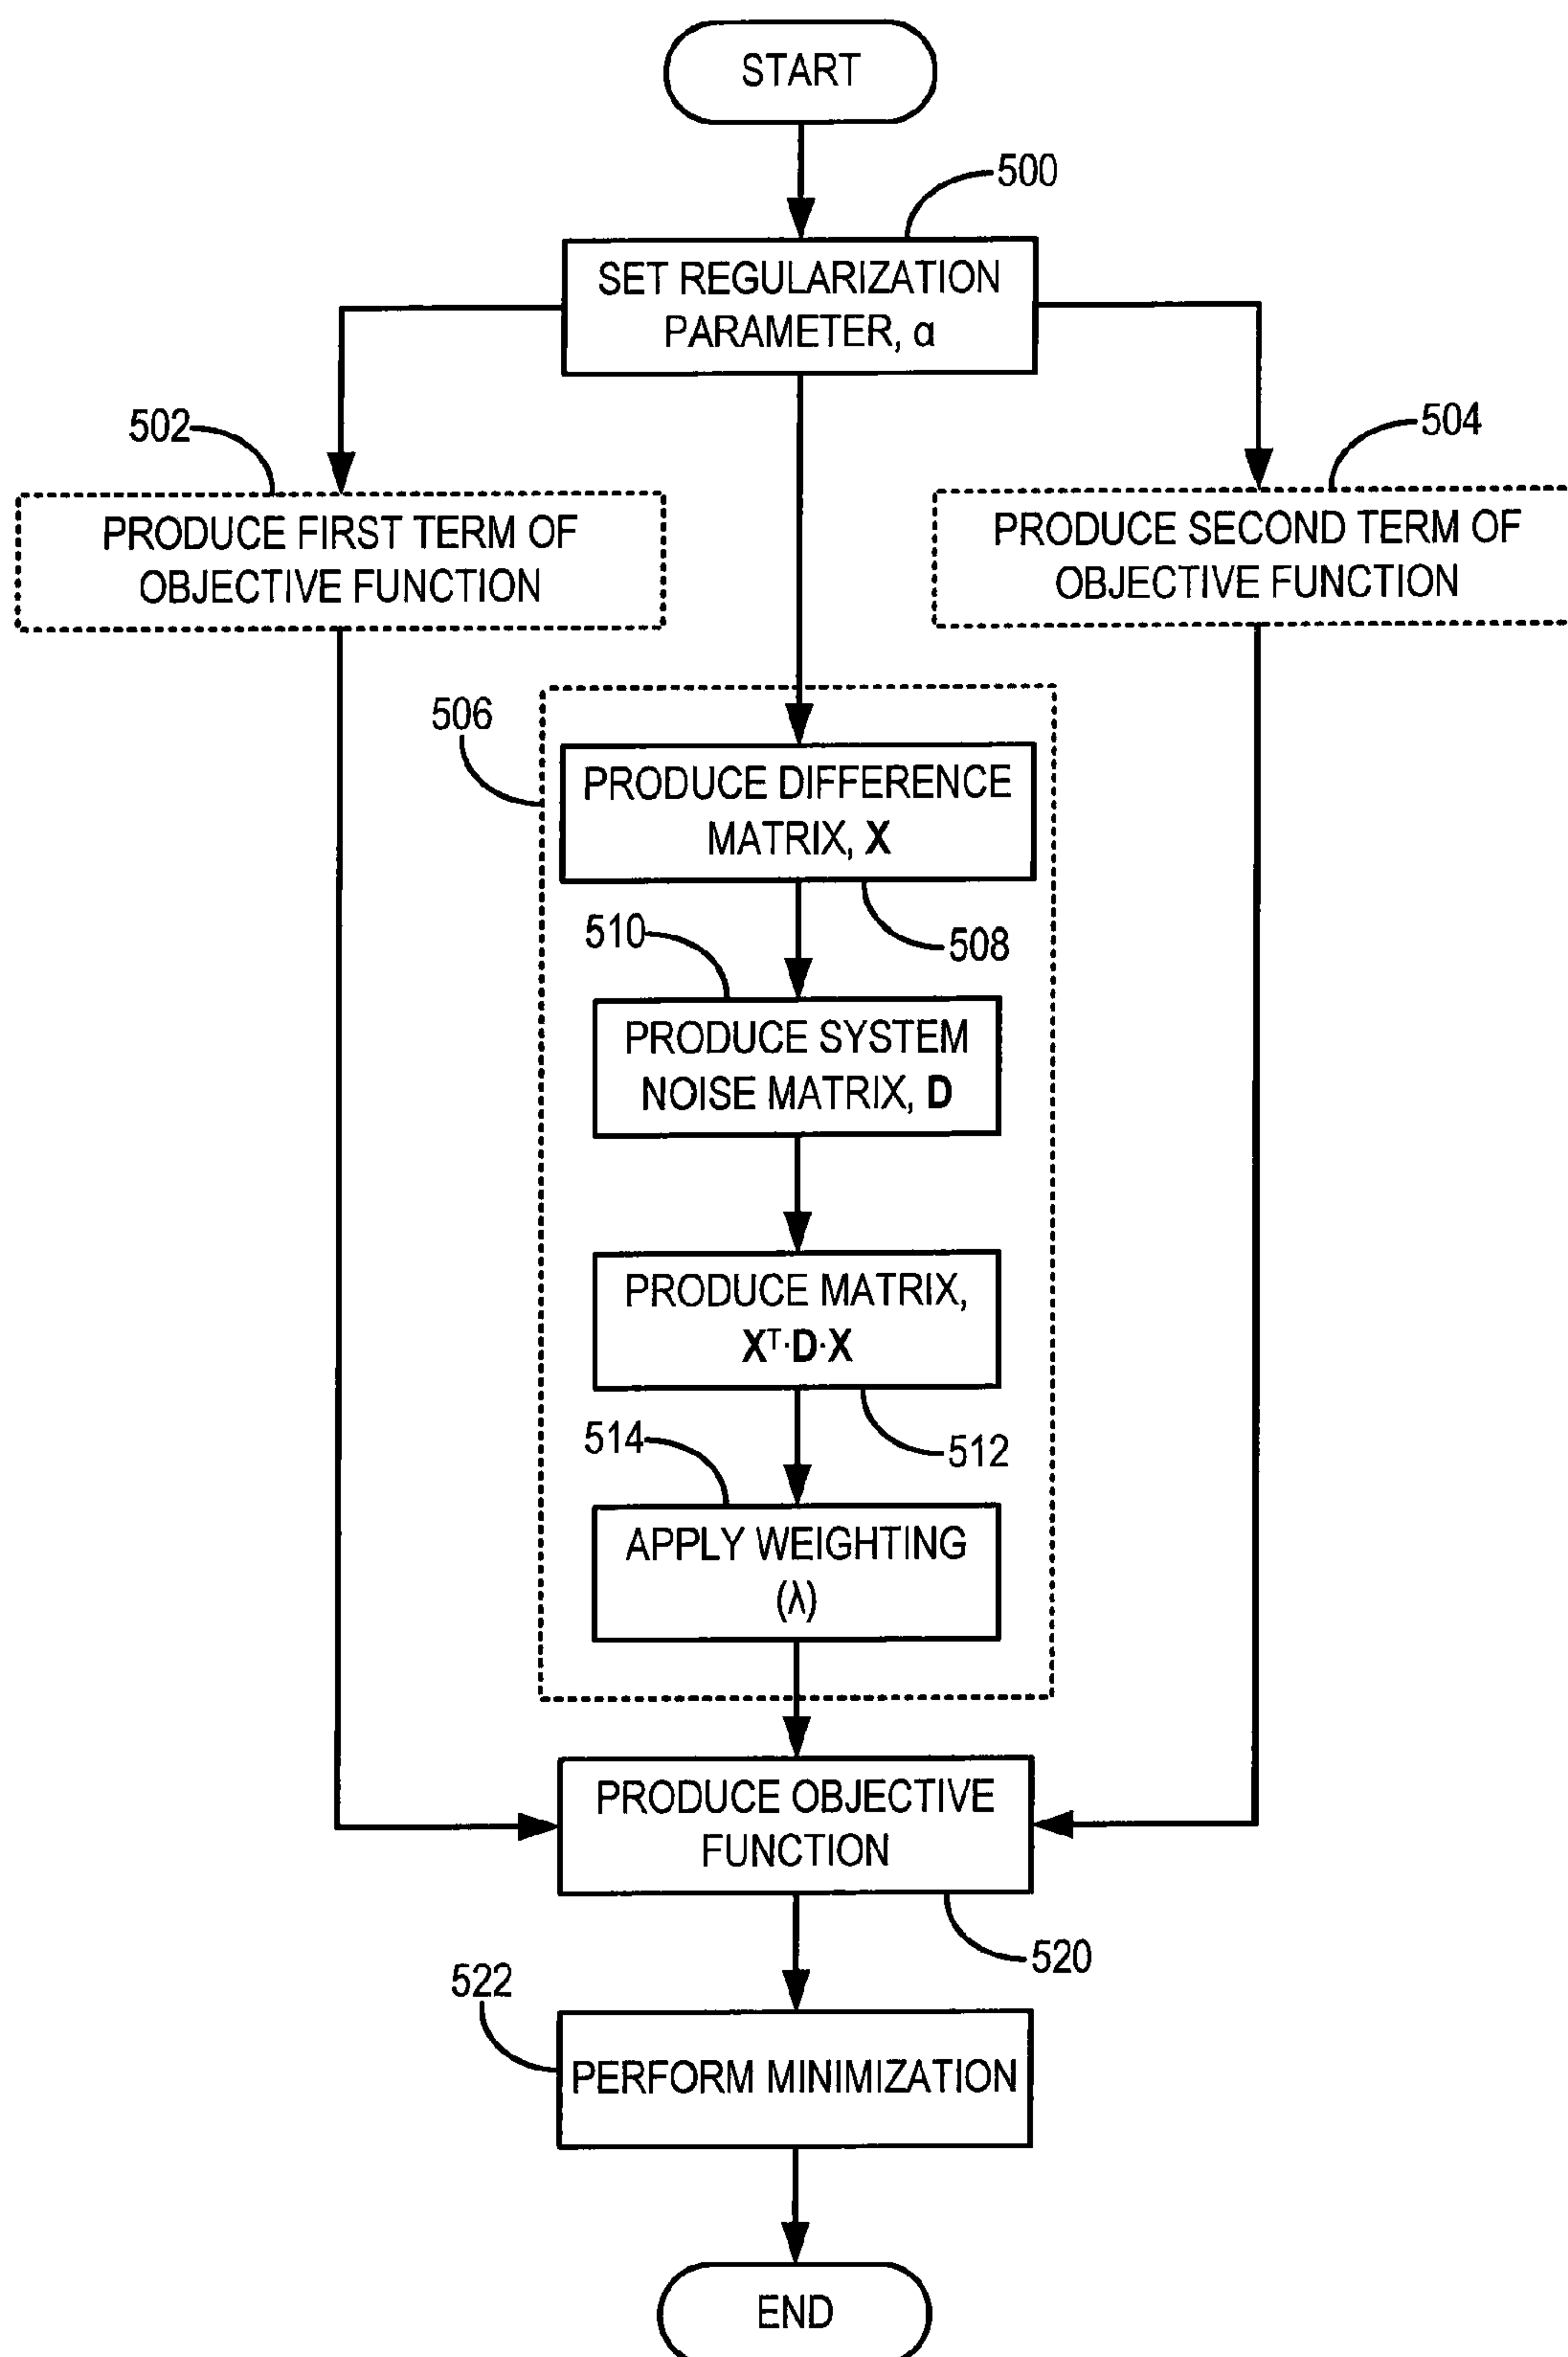 START
500
SET REGULARIZATION
PARAMETER, α
502
504
PRODUCE FIRST TERM OF
OBJECTIVE FUNCTION
PRODUCE SECOND TERM OF
OBJECTIVE FUNCTION
506
PRODUCE DIFFERENCE
MATRIX, X
508
510
PRODUCE SYSTEM
NOISE MATRIX, D
PRODUCE MATRIX,
Xᵀ·D·X
512
514
APPLY WEIGHTING
(λ)
PRODUCE OBJECTIVE
FUNCTION
520
522
PERFORM MINIMIZATION
END